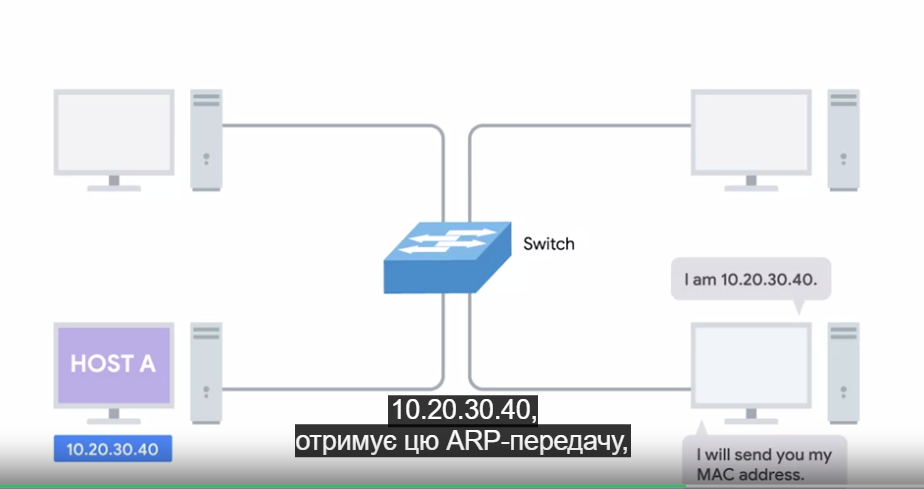 Switch
I am 10.20.30.40.
HOST A
10.20.30.40,
отримує цю ARP-передачу,
10.20.30.40
I will send you my
MAC address.